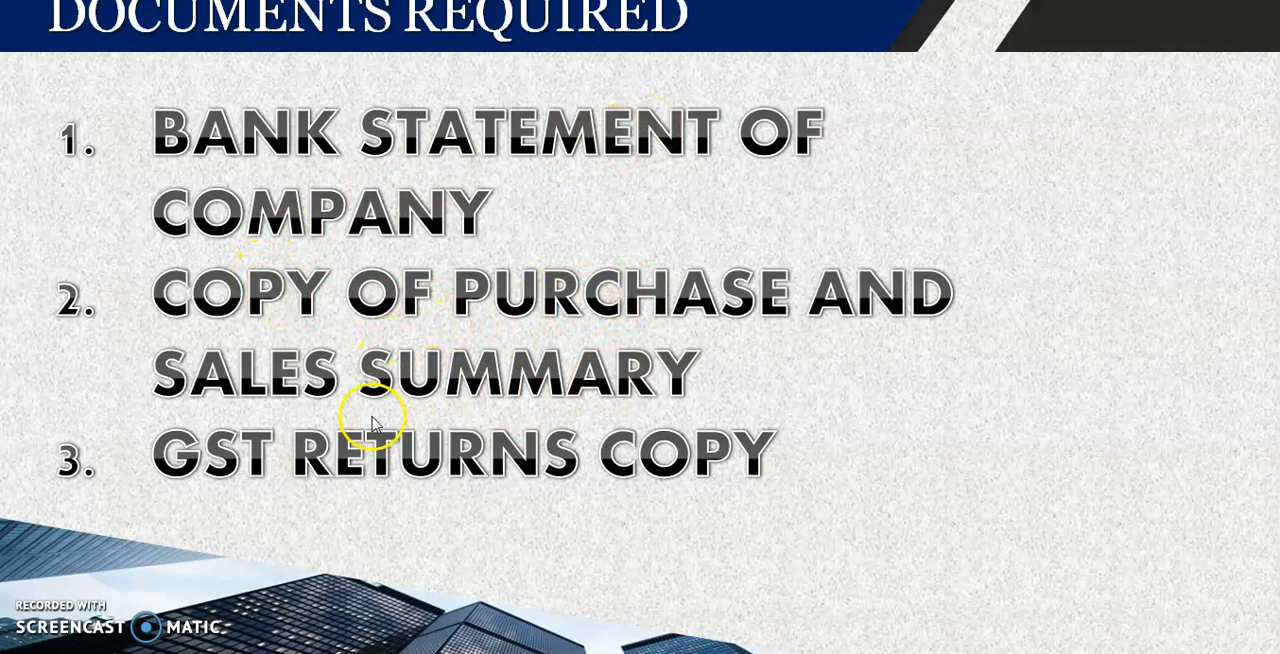 DOCUMENTS REQUIRED
1. BANK STATEMENT OF
COMPANY
2. COPY OF PURCHASE AND
SALES SUMMARY
3. GST RETURNS COPY
RECORDED WITH
SCREENCAST MATIC